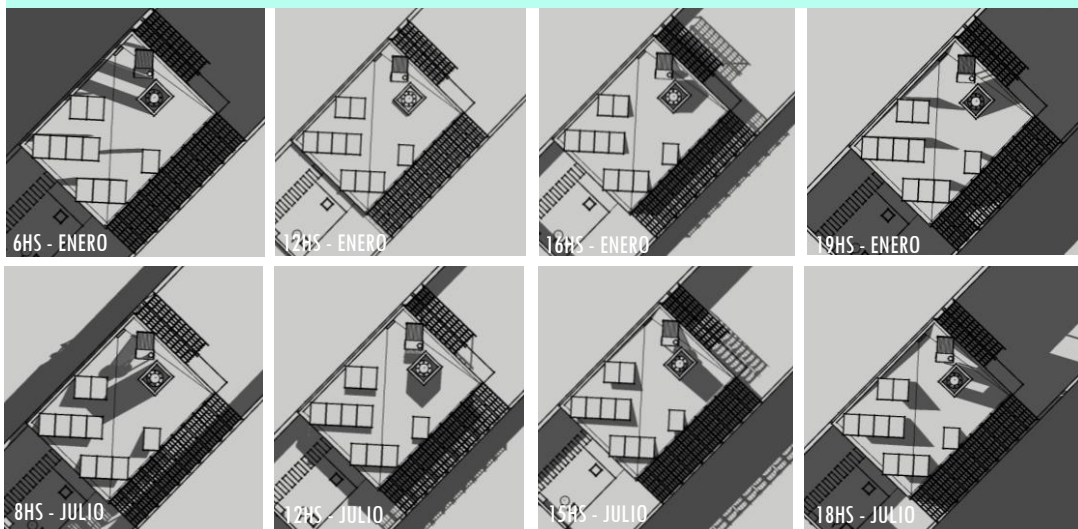 6HS - ENERO
12HS - ENERO
16HS - ENERO
19HS - ENERO
8HS - JULIO
12HS - JULIO
15HS - JULIO
18HS - JULIO